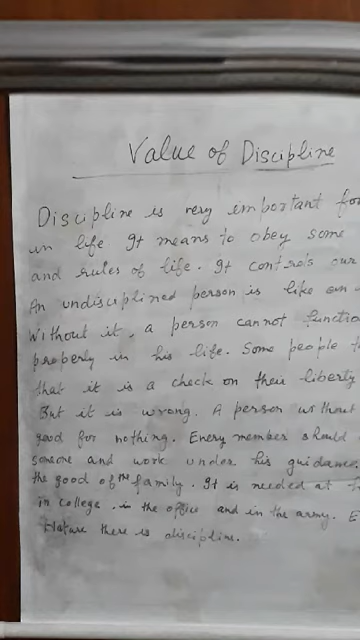 Value of Discipline
Discipline is very important for
in life It means to obey some
and rules of life. It controls our
An undisciplined person is like an
Without it, a person cannot function
properly in his life. Some people
that it is a check on their liberty
But it is wrong. A person without
good for nothing. Every member should
someone and work under his guidance.
the good of the family. It is needed at
in college, in the office and in the army.
Nature there is discipline.